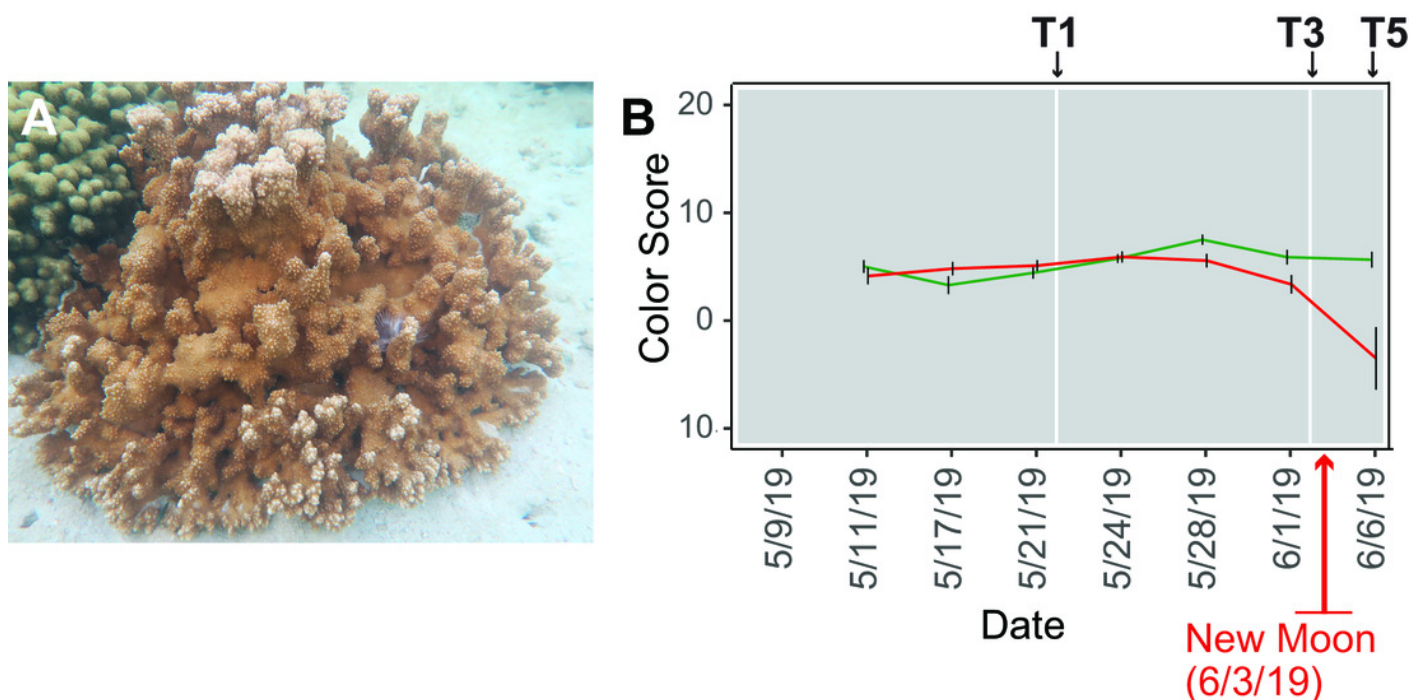 A
B
T1 T3 T5
Color Score
20
10
0
10.
5/9/19 5/11/19 5/17/19 5/21/19 5/24/19 5/28/19 6/1/19 6/6/19
Date
New Moon
(6/3/19)